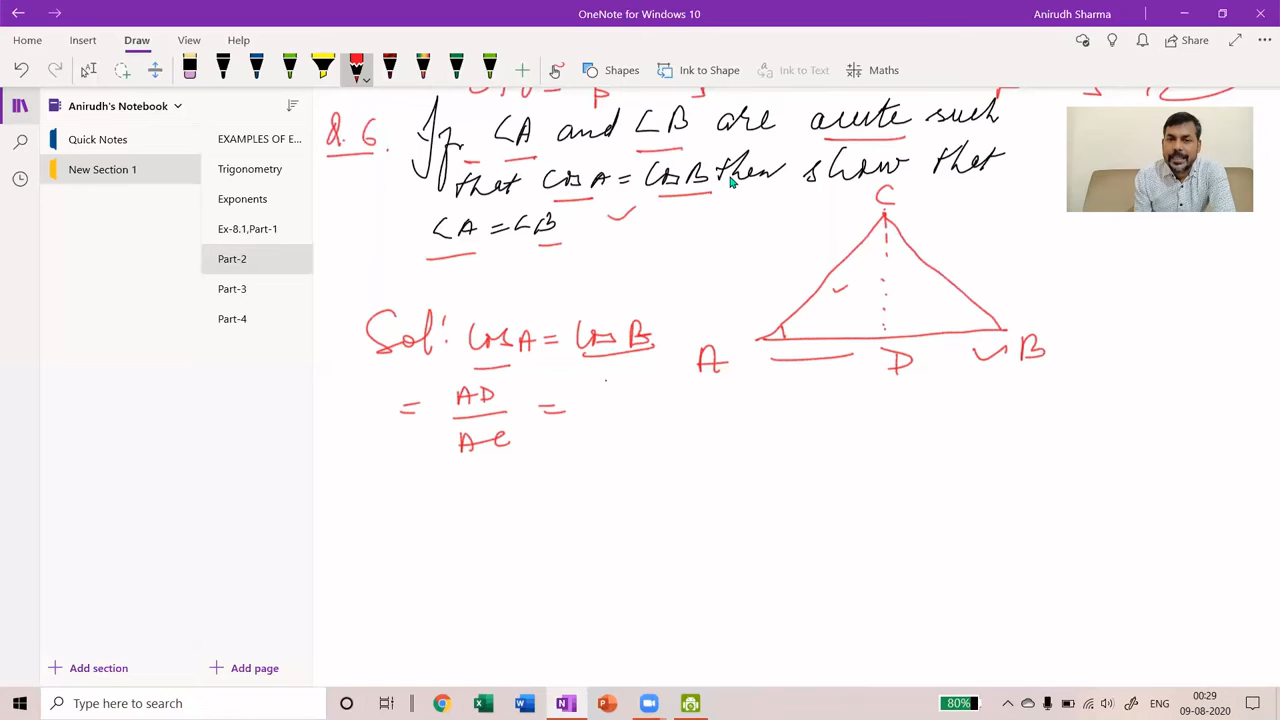 OneNote for Windows 10
Anirudh Sharma
Home Insert Draw View Help
Share
Shapes
Ink to Shape
Ink to Text
Maths
Anirudh's Notebook
Quick Notes
New Section 1
EXAMPLES OF E...
Trigonometry
Exponents
Ex-8.1,Part-1
Part-2
Part-3
Part-4
Q.6. If ∠A and ∠B are acute such
that cos A = cos B then show that
∠A = ∠B
C
Sol: cos A = cos B
A D B
= AD/AC =
Add section
Add page
Type here to search
80%
ENG
00:29
09-08-2020